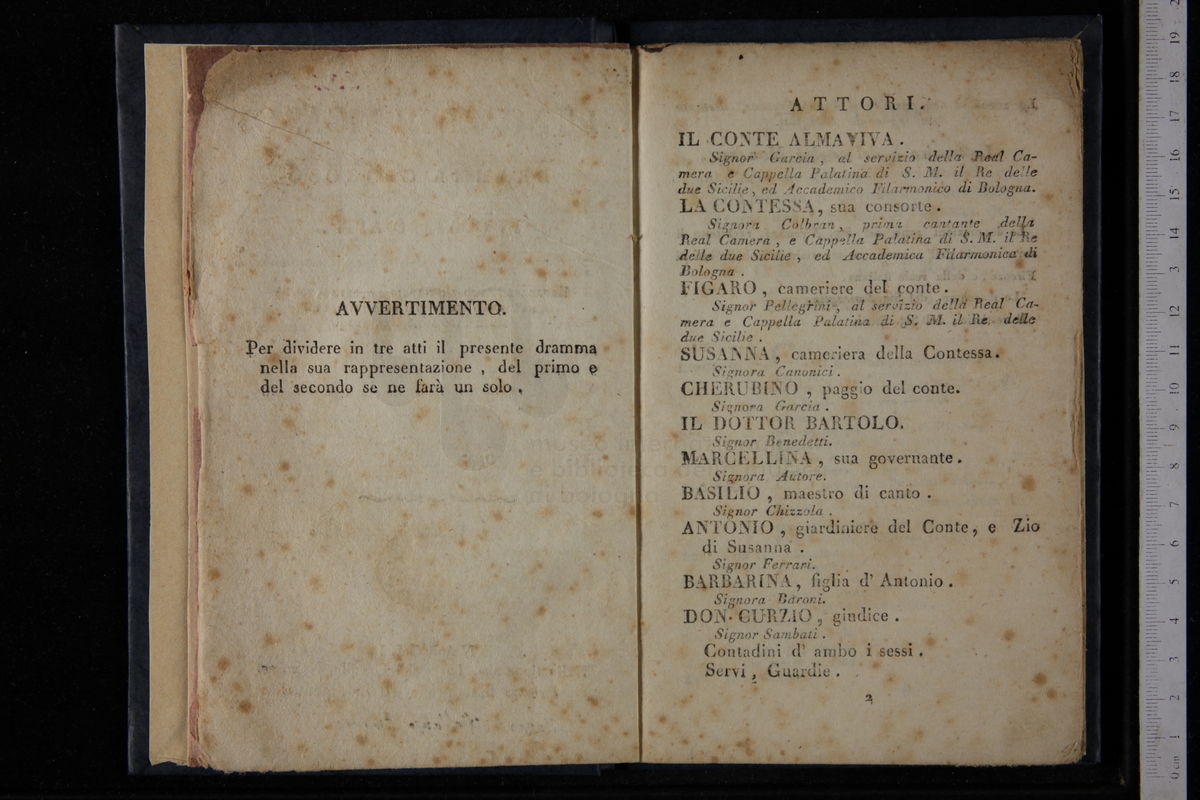 AVVERTIMENTO.
Per dividere in tre atti il presente dramma
nella sua rappresentazione , del primo e
del secondo se ne farà un solo .
ATTORI.
IL CONTE ALMAVIVA .
Signor Garcia , al servizio della Real Ca-
mera e Cappella Palatina di S. M. il Re delle
due Sicilie , ed Accademico Filarmonico di Bologna.
LA CONTESSA , sua consorte .
Signora Colbran , prima cantante della
Real Camera , e Cappella Palatina di S. M. il Re
delle due Sicilie , ed Accademica Filarmonica di
Bologna .
FIGARO , cameriere del conte .
Signor Pellegrini , al servizio della Real Ca-
mera e Cappella Palatina di S. M. il Re delle
due Sicilie .
SUSANNA , cameriera della Contessa.
Signora Canonici .
CHERUBINO , paggio del conte.
Signora Garcia .
IL DOTTOR BARTOLO.
Signor Benedetti.
MARCELLINA , sua governante .
Signora Autore.
BASILIO , maestro di canto .
Signor Chizzola .
ANTONIO , giardiniere del Conte, e Zio
di Susanna .
Signor Ferrari.
BARBARINA, figlia d' Antonio .
Signora Baroni.
DON CURZIO , giudice .
Signor Sambati .
Contadini d' ambo i sessi .
Servi , Guardie .
2